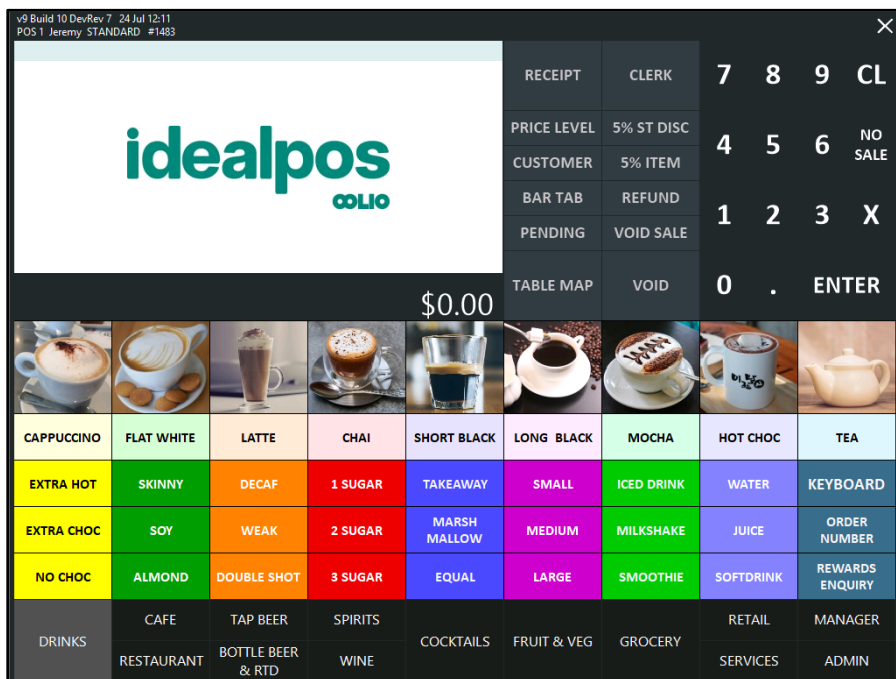 v9 Build 10 DevRev 7 24 Jul 12:11
POS 1 Jeremy STANDARD #1483
idealpos
OLIO
$0.00
RECEIPT CLERK
PRICE LEVEL 5% ST DISC
CUSTOMER 5% ITEM
BAR TAB REFUND
PENDING VOID SALE
TABLE MAP VOID
7 8 9 CL
4 5 6 NO SALE
1 2 3 X
0 . ENTER
CAPPUCCINO FLAT WHITE LATTE CHAI SHORT BLACK LONG BLACK MOCHA HOT CHOC TEA
EXTRA HOT SKINNY DECAF 1 SUGAR TAKEAWAY SMALL ICED DRINK WATER KEYBOARD
EXTRA CHOC SOY WEAK 2 SUGAR MARSH MALLOW MEDIUM MILKSHAKE JUICE ORDER NUMBER
NO CHOC ALMOND DOUBLE SHOT 3 SUGAR EQUAL LARGE SMOOTHIE SOFTDRINK REWARDS ENQUIRY
DRINKS CAFE TAP BEER SPIRITS COCKTAILS FRUIT & VEG GROCERY RETAIL MANAGER
RESTAURANT BOTTLE BEER & RTD WINE SERVICES ADMIN